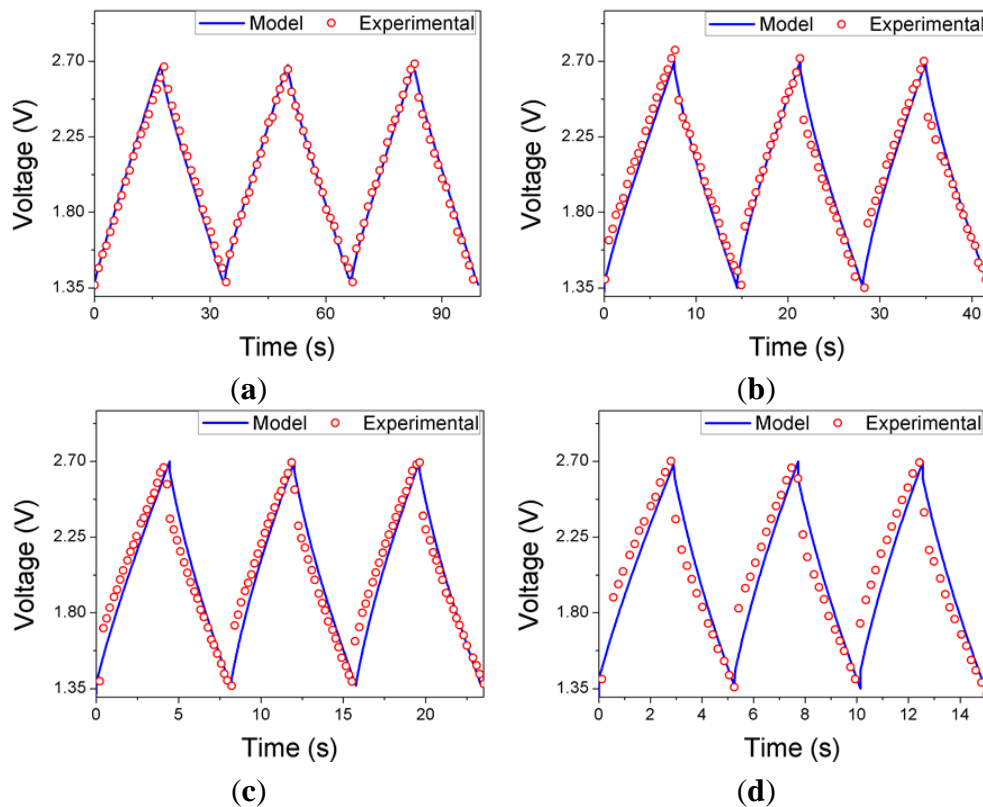 Model Experimental
Voltage (V)
2.70
2.25
1.80
1.35
0 30 60 90
Time (s)
(a)
Model Experimental
Voltage (V)
2.70
2.25
1.80
1.35
0 10 20 30 40
Time (s)
(b)
Model Experimental
Voltage (V)
2.70
2.25
1.80
1.35
0 5 10 15 20
Time (s)
(c)
Model Experimental
Voltage (V)
2.70
2.25
1.80
1.35
0 2 4 6 8 10 12 14
Time (s)
(d)